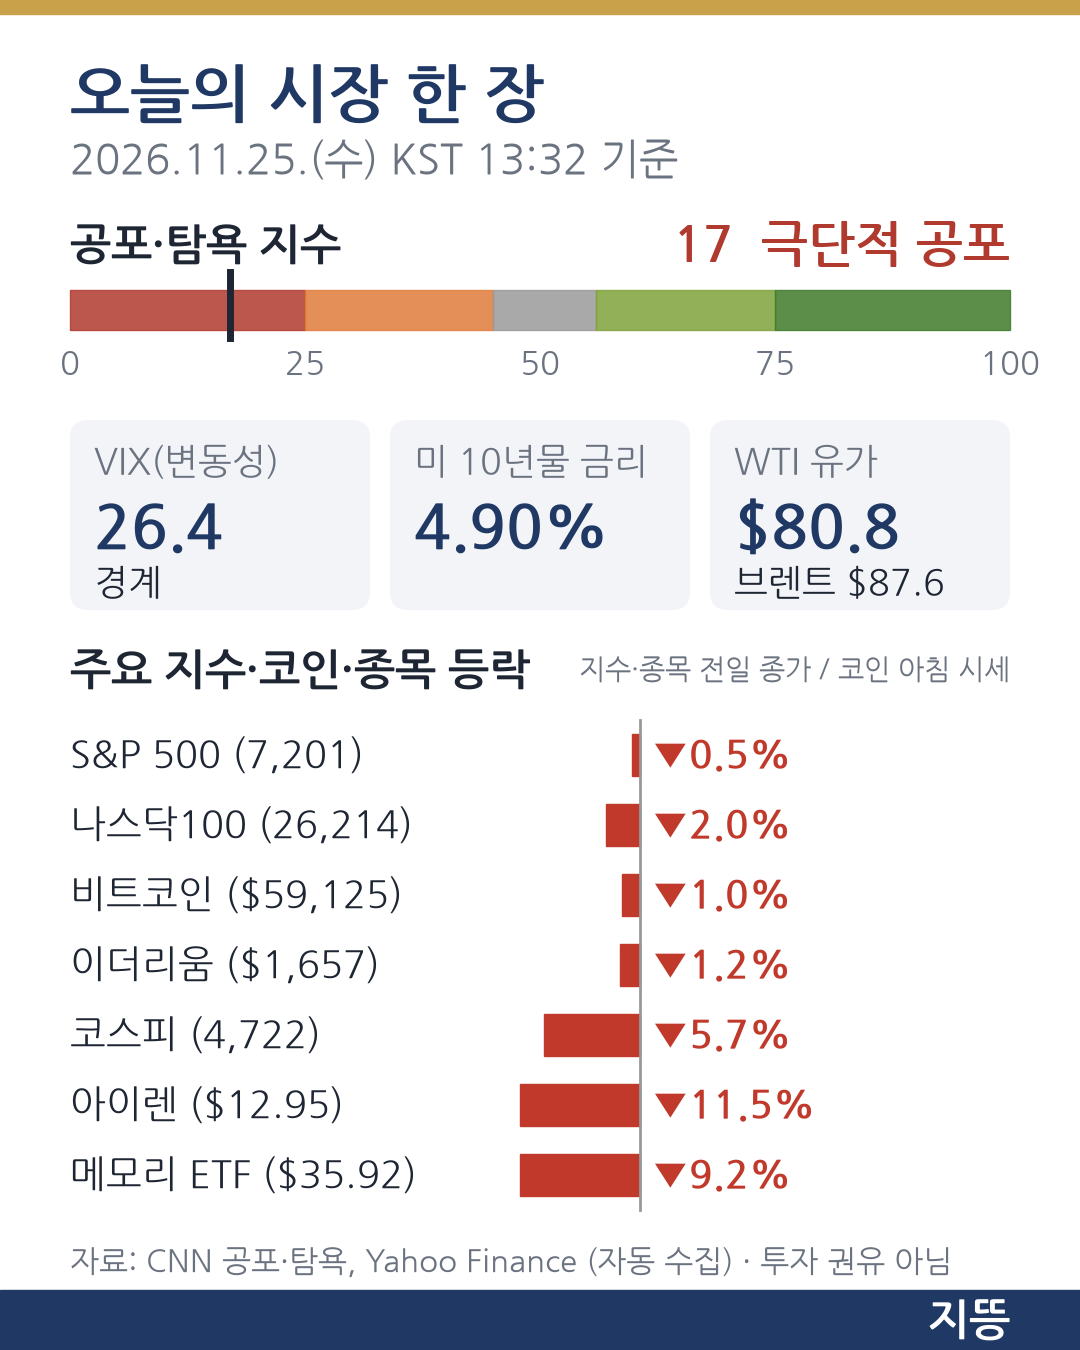 오늘의 시장 한 장
2026.11.25.(수) KST 13:32 기준
공포·탐욕 지수
17 극단적 공포
0 25 50 75 100
VIX(변동성)
26.4
경계
미 10년물 금리
4.90%
WTI 유가
$80.8
브렌트 $87.6
주요 지수·코인·종목 등락
지수·종목 전일 종가 / 코인 아침 시세
S&P 500 (7,201) ▼0.5%
나스닥100 (26,214) ▼2.0%
비트코인 ($59,125) ▼1.0%
이더리움 ($1,657) ▼1.2%
코스피 (4,722) ▼5.7%
아이렌 ($12.95) ▼11.5%
메모리 ETF ($35.92) ▼9.2%
자료: CNN 공포·탐욕, Yahoo Finance (자동 수집) · 투자 권유 아님
지뚱